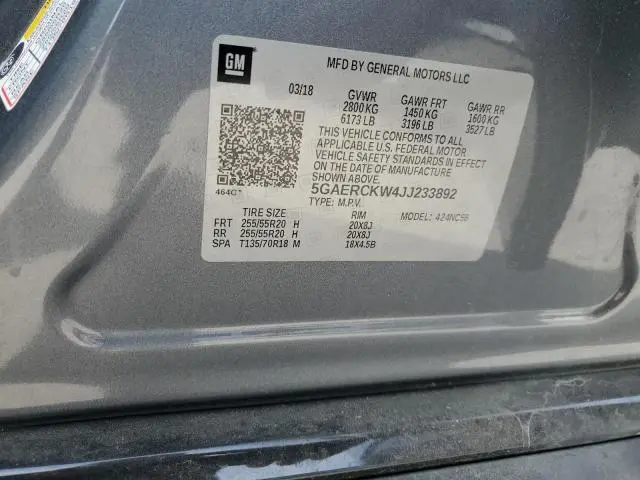 GM
MFD BY GENERAL MOTORS LLC
03/18 GVWR GAWR FRT GAWR RR
2800 KG 1450 KG 1600 KG
6173 LB 3196 LB 3527 LB
THIS VEHICLE CONFORMS TO ALL
APPLICABLE U.S. FEDERAL MOTOR
VEHICLE SAFETY STANDARDS IN EFFECT
ON THE DATE OF MANUFACTURE
SHOWN ABOVE.
5GAERCKW4JJ233892
TYPE: M.P.V.
TIRE SIZE RIM MODEL:
FRT 255/55R20 H 20X8J
RR 255/55R20 H 20X8J
SPA T135/70R18 M 18X4.5B